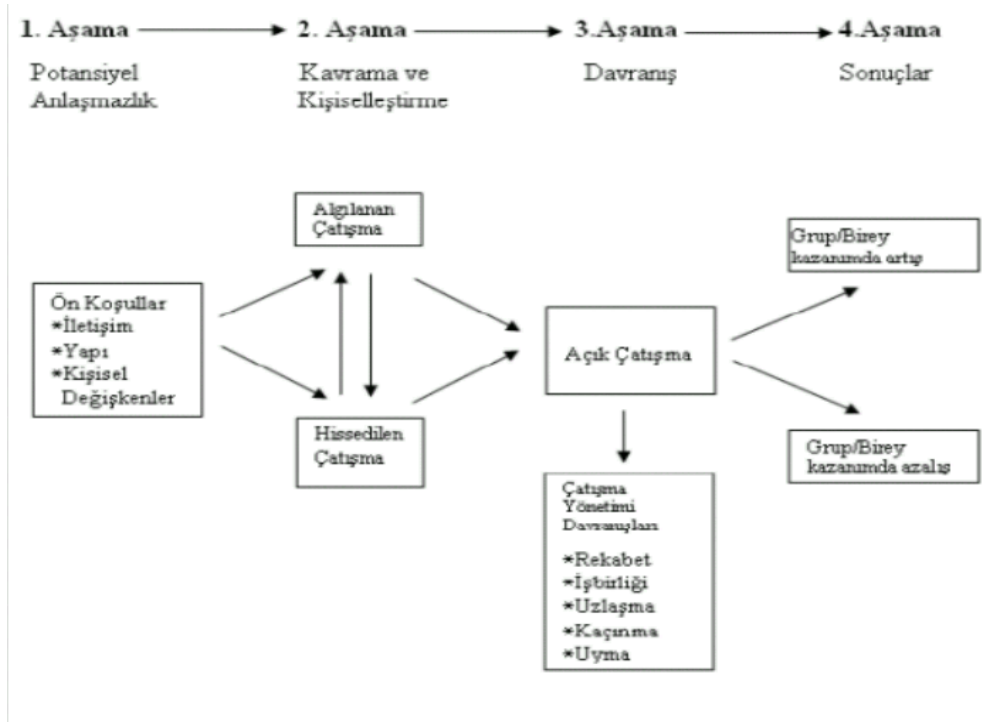 1. Aşama
2. Aşama
3.Aşama
4.Aşama
Potansiyel
Anlaşmazlık
Kavrama ve
Kişiselleştirme
Davranış
Sonuçlar
Ön Koşullar
*İletişim
*Yapı
*Kişisel
Değişkenler
Algılanan
Çatışma
Hissedilen
Çatışma
Açık Çatışma
Çatışma
Yönetimi
Davranışları
*Rekabet
*İşbirliği
*Uzlaşma
*Kaçınma
*Uyma
Grup/Birey
kazanımda artış
Grup/Birey
kazanımda azalış